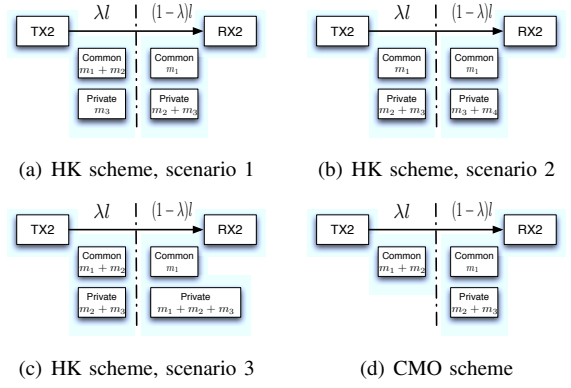 λl (1 − λ)l
TX2 RX2
Common Common
m₁ + m₂ m₁
Private Private
m₃ m₂ + m₃
(a) HK scheme, scenario 1
λl (1 − λ)l
TX2 RX2
Common Common
m₁ m₁
Private Private
m₂ + m₃ m₃ + m₄
(b) HK scheme, scenario 2
λl (1 − λ)l
TX2 RX2
Common Common
m₁ + m₂ m₁
Private Private
m₂ + m₃ m₁ + m₂ + m₃
(c) HK scheme, scenario 3
λl (1 − λ)l
TX2 RX2
Common Common
m₁ + m₂ m₁
Private
m₂ + m₃
(d) CMO scheme